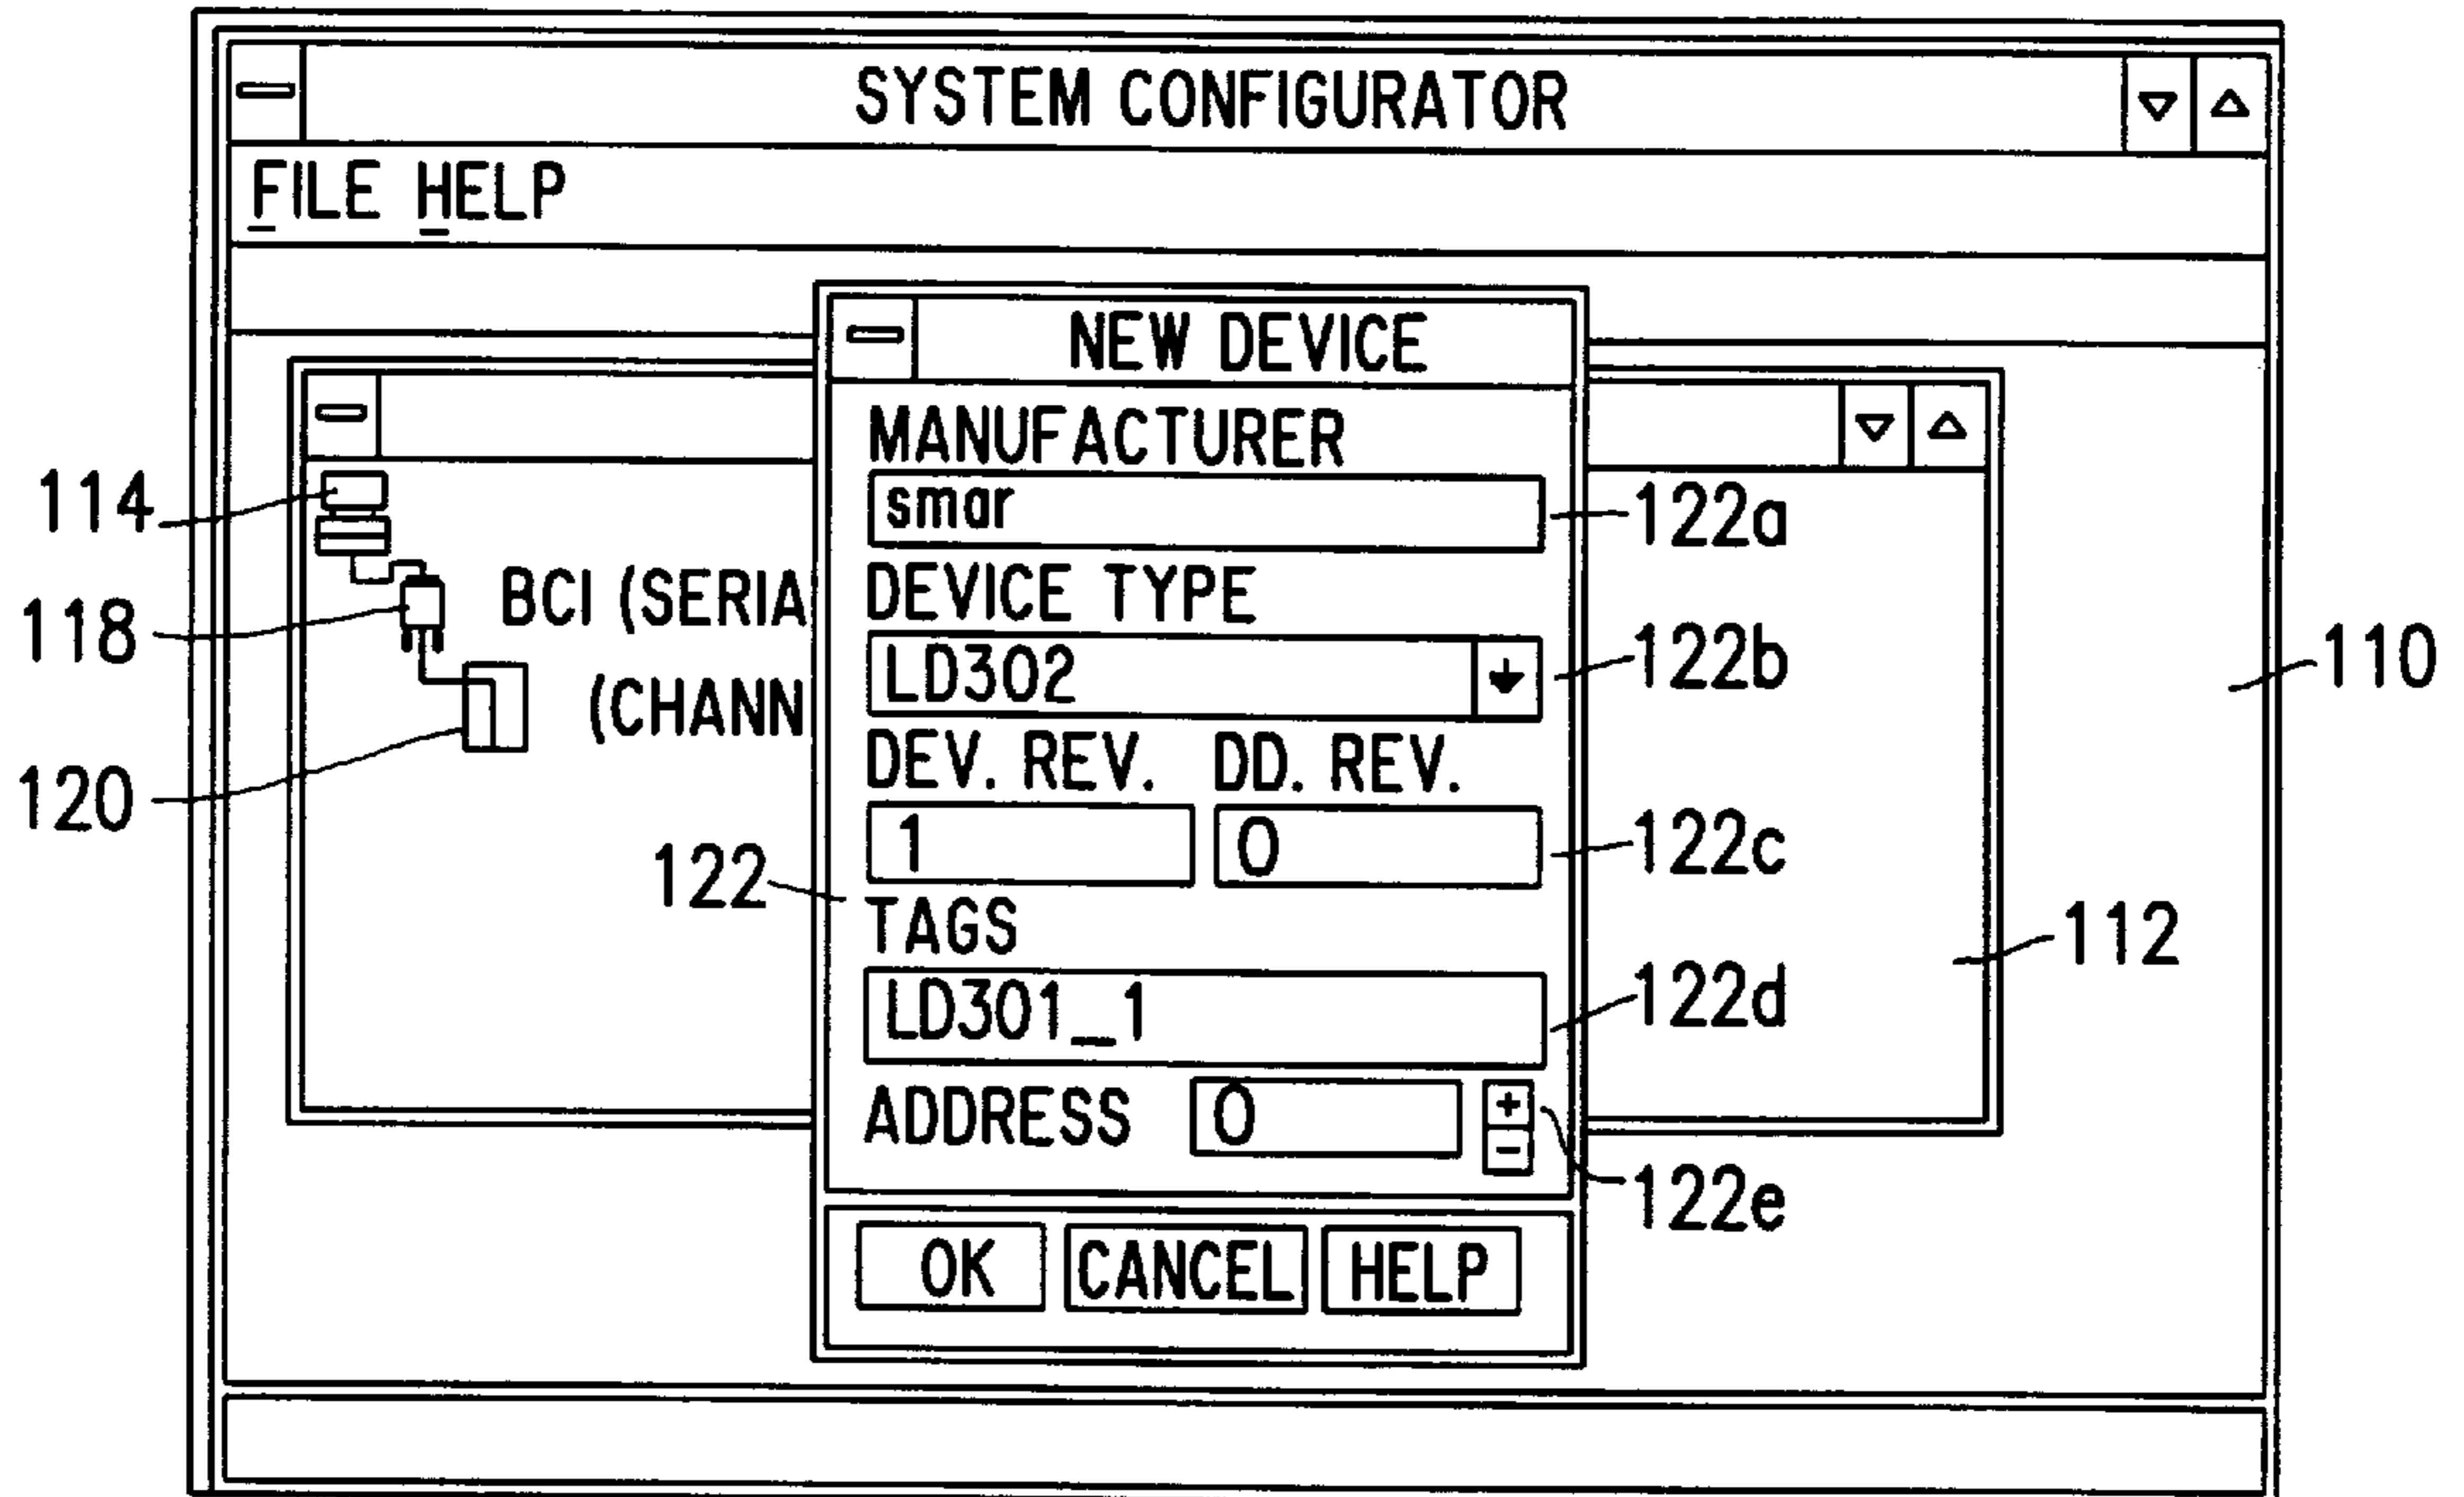 SYSTEM CONFIGURATOR
FILE HELP
NEW DEVICE
MANUFACTURER
smar
114
122a
BCI (SERIA
DEVICE TYPE
118
122b
110
LD302
(CHANN
DEV. REV. DD. REV.
120
1 0
122c
122
TAGS
112
LD301_1
122d
ADDRESS 0
+
-
122e
OK CANCEL HELP